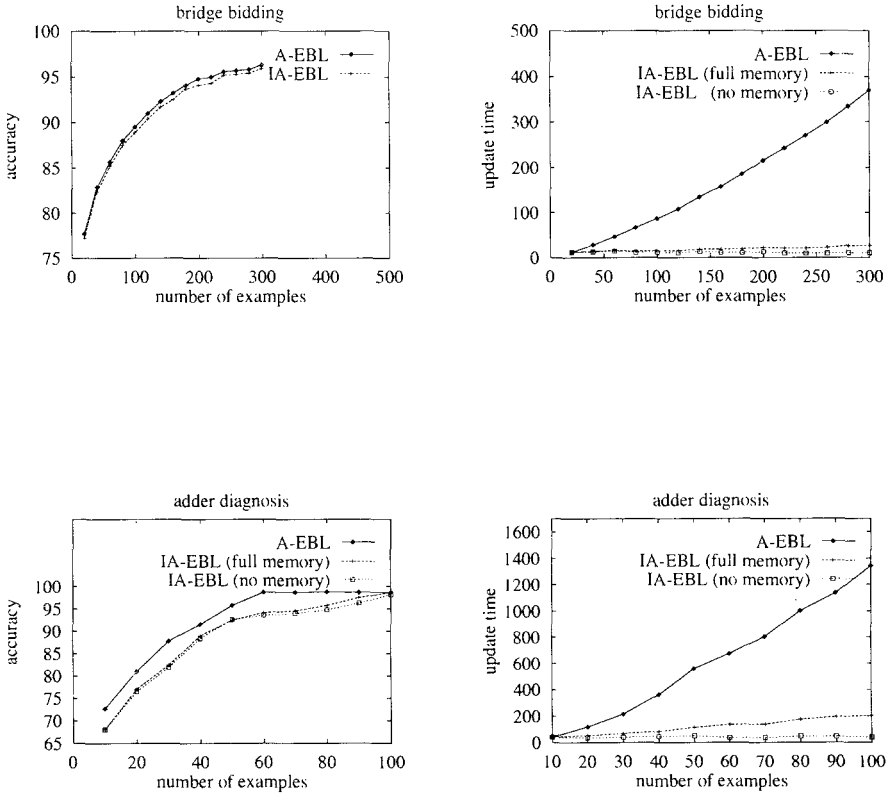 bridge bidding
100
95
90
85
80
75
accuracy
A-EBL
IA-EBL
0 100 200 300 400 500
number of examples
bridge bidding
500
400
300
200
100
0
update time
A-EBL
IA-EBL (full memory)
IA-EBL (no memory)
0 50 100 150 200 250 300
number of examples
adder diagnosis
100
95
90
85
80
75
70
65
accuracy
A-EBL
IA-EBL (full memory)
IA-EBL (no memory)
0 20 40 60 80 100
number of examples
adder diagnosis
1600
1400
1200
1000
800
600
400
200
0
update time
A-EBL
IA-EBL (full memory)
IA-EBL (no memory)
10 20 30 40 50 60 70 80 90 100
number of examples